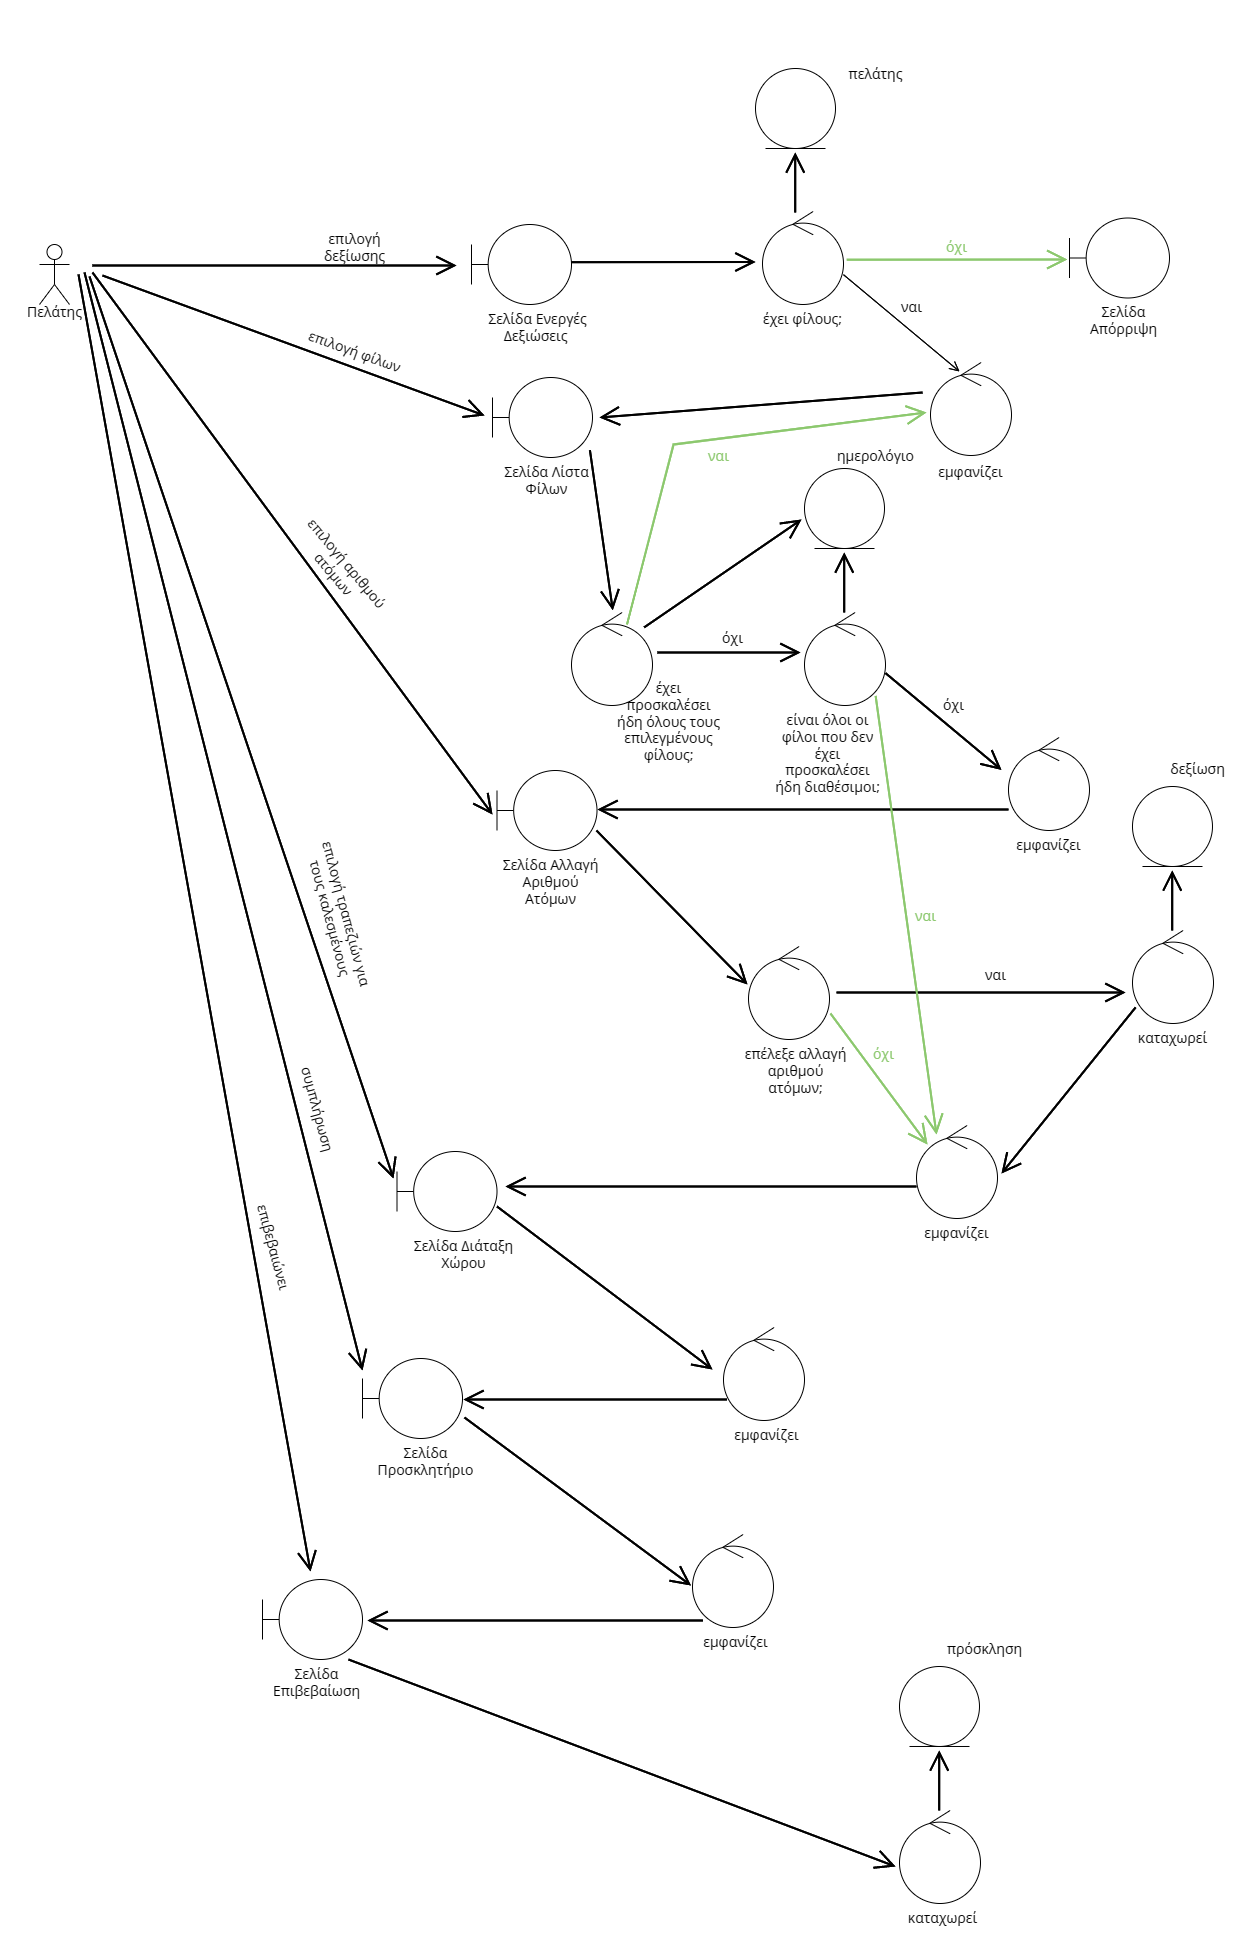 πελάτης
επιλογή
δεξίωσης
όχι
Πελάτης
Σελίδα Ενεργές
Δεξιώσεις
έχει φίλους;
ναι
Σελίδα
Απόρριψη
επιλογή φίλων
Σελίδα Λίστα
Φίλων
ναι
ημερολόγιο
εμφανίζει
επιλογή αριθμού
ατόμων
όχι
έχει
προσκαλέσει
ήδη όλους τους
επιλεγμένους
φίλους;
είναι όλοι οι
φίλοι που δεν
έχει
προσκαλέσει
ήδη διαθέσιμοι;
όχι
δεξίωση
εμφανίζει
Σελίδα Αλλαγή
Αριθμού
Ατόμων
επιλογή τραπεζιών για
τους καλεσμένους
ναι
ναι
καταχωρεί
επέλεξε αλλαγή
αριθμού
ατόμων;
όχι
συμπλήρωση
εμφανίζει
Σελίδα Διάταξη
Χώρου
επιβεβαιώνει
εμφανίζει
Σελίδα
Προσκλητήριο
εμφανίζει
πρόσκληση
Σελίδα
Επιβεβαίωση
καταχωρεί